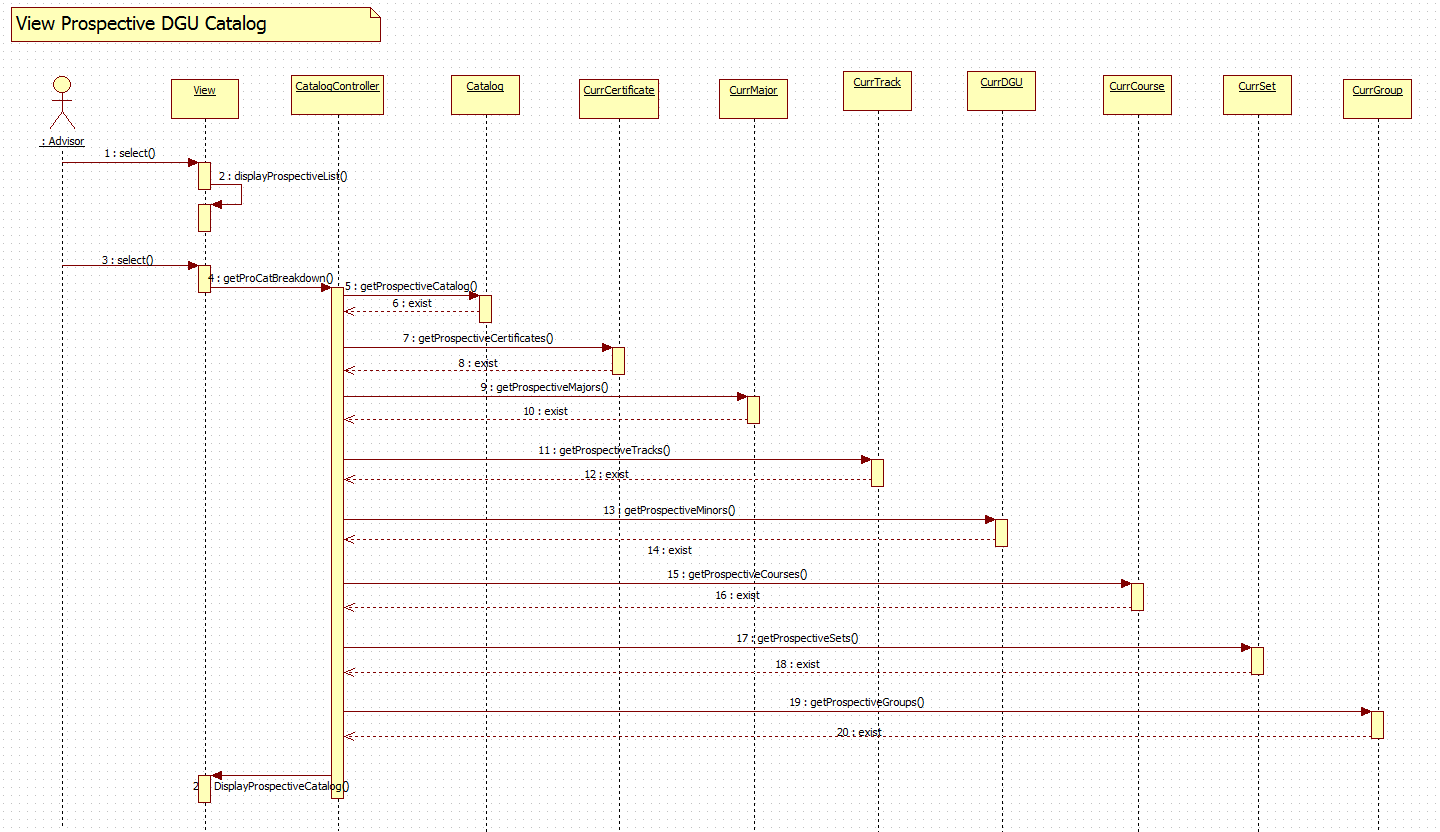 View Prospective DGU Catalog
View
CatalogController
Catalog
CurrCertificate
CurrMajor
CurrTrack
CurrDGU
CurrCourse
CurrSet
CurrGroup
: Advisor
1 : select()
2 : displayProspectiveList()
3 : select()
4 : getProCatBreakdown()
5 : getProspectiveCatalog()
6 : exist
7 : getProspectiveCertificates()
8 : exist
9 : getProspectiveMajors()
10 : exist
11 : getProspectiveTracks()
12 : exist
13 : getProspectiveMinors()
14 : exist
15 : getProspectiveCourses()
16 : exist
17 : getProspectiveSets()
18 : exist
19 : getProspectiveGroups()
20 : exist
DisplayProspectiveCatalog()